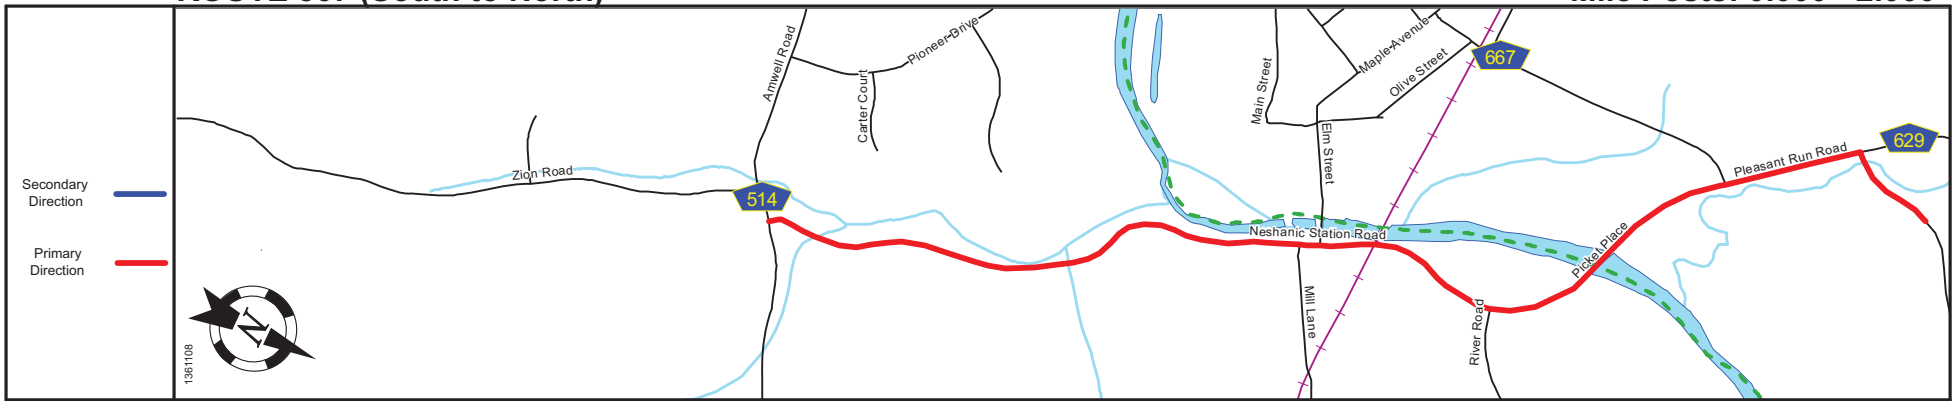 Secondary
Direction
Primary
Direction
N
1361108
Zion Road
Amwell Road
514
Carter Court
Pioneer Drive
Main Street
Maple Avenue
Olive Street
Elm Street
667
Neshanic Station Road
Mill Lane
River Road
Picket Place
Pleasant Run Road
629